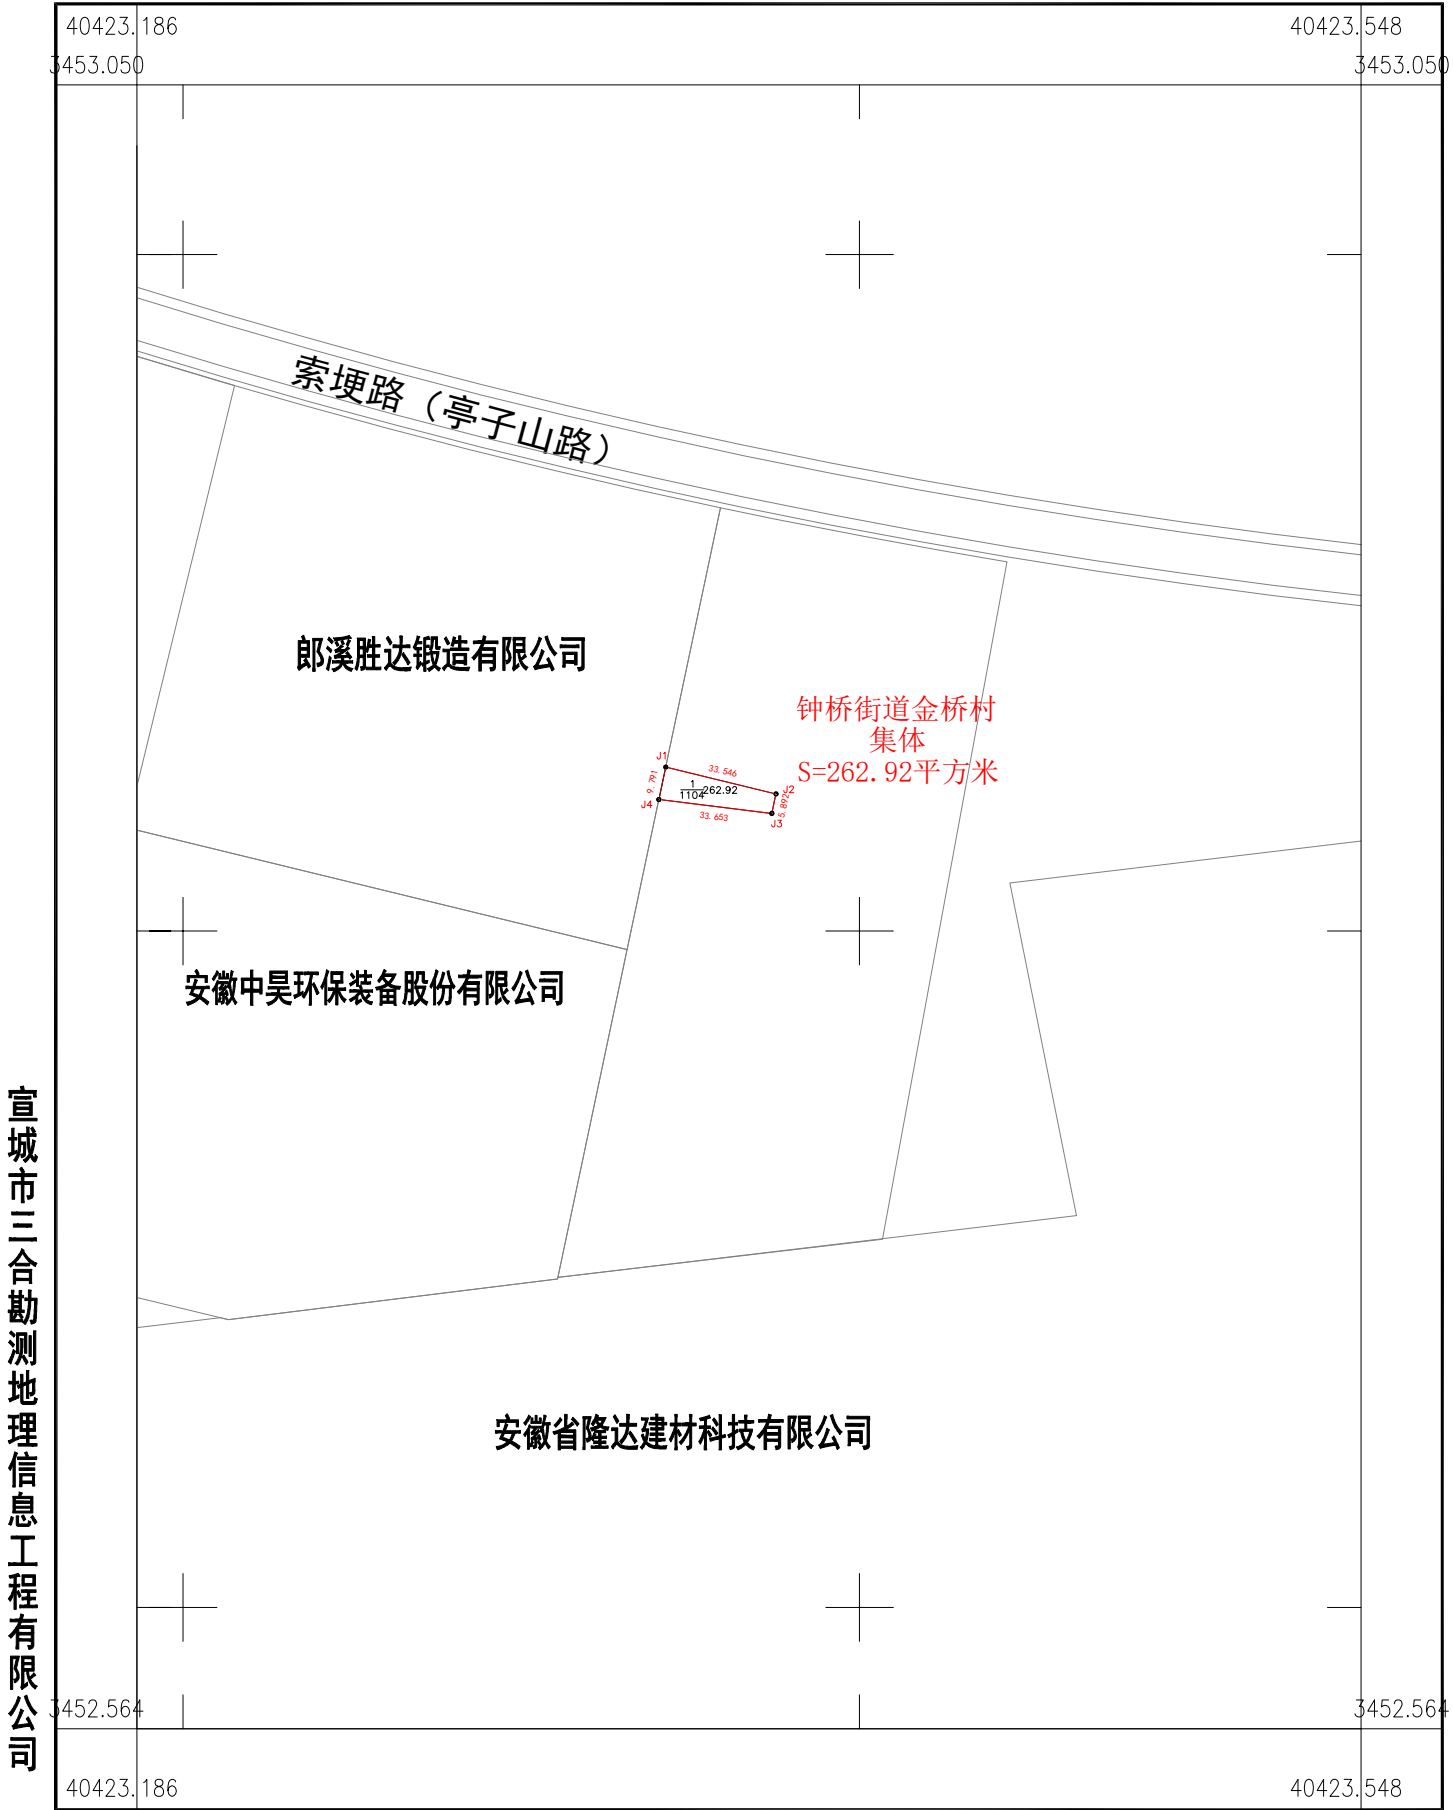 40423.186
40423.548
3453.050
3453.050
索埂路（亭子山路）
郎溪胜达锻造有限公司
钟桥街道金桥村
集体
S=262.92平方米
J1
33.546
9.791
1
1104
262.92
J2
5.892
J4
33.653
J3
安徽中昊环保装备股份有限公司
安徽省隆达建材科技有限公司
宣城市三合勘测地理信息工程有限公司
3452.564
3452.564
40423.186
40423.548